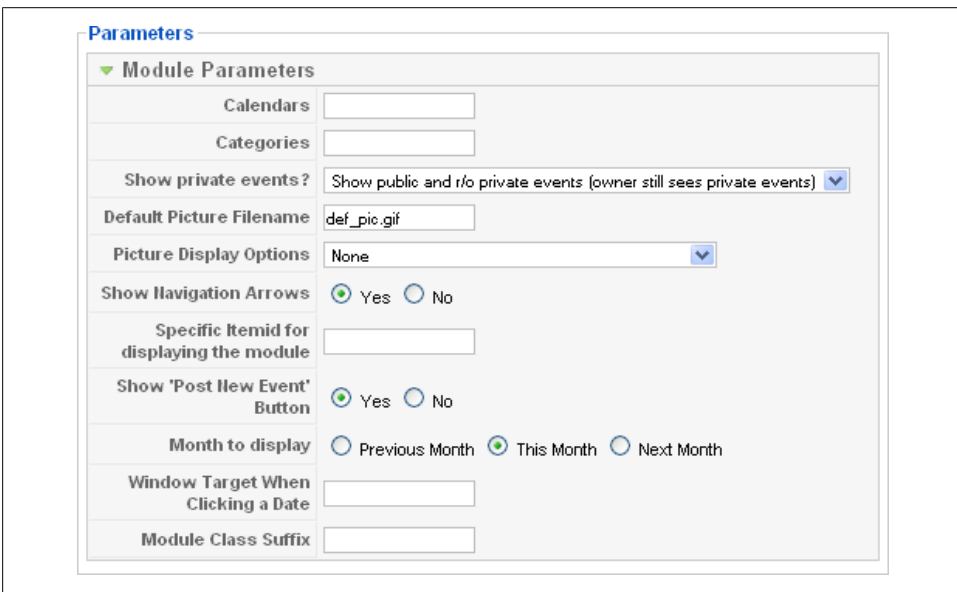 Parameters
Module Parameters
Calendars
Categories
Show private events? Show public and r/o private events (owner still sees private events)
Default Picture Filename def_pic.gif
Picture Display Options None
Show Navigation Arrows Yes No
Specific Itemid for
displaying the module
Show 'Post New Event'
Button Yes No
Month to display Previous Month This Month Next Month
Window Target When
Clicking a Date
Module Class Suffix